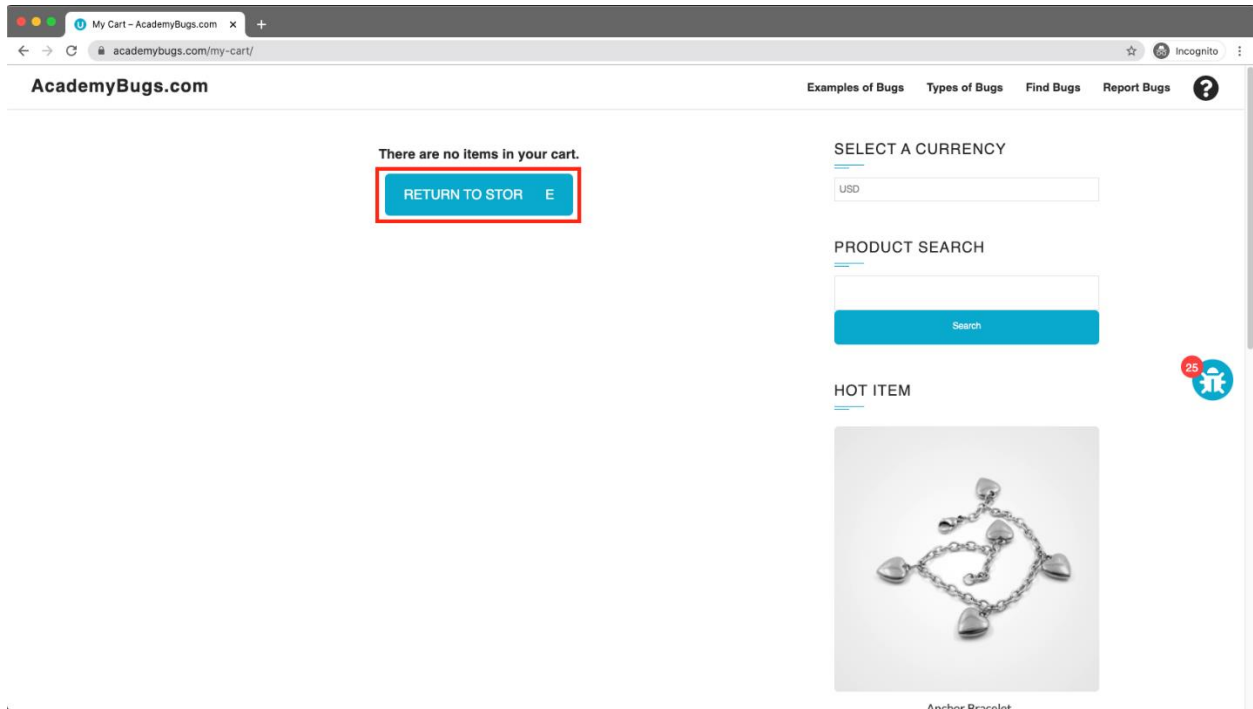 My Cart – AcademyBugs.com
academybugs.com/my-cart/
Incognito
AcademyBugs.com
Examples of Bugs Types of Bugs Find Bugs Report Bugs ?
There are no items in your cart.
RETURN TO STOR E
SELECT A CURRENCY
USD
PRODUCT SEARCH
Search
25
HOT ITEM
Anchor Bracelet